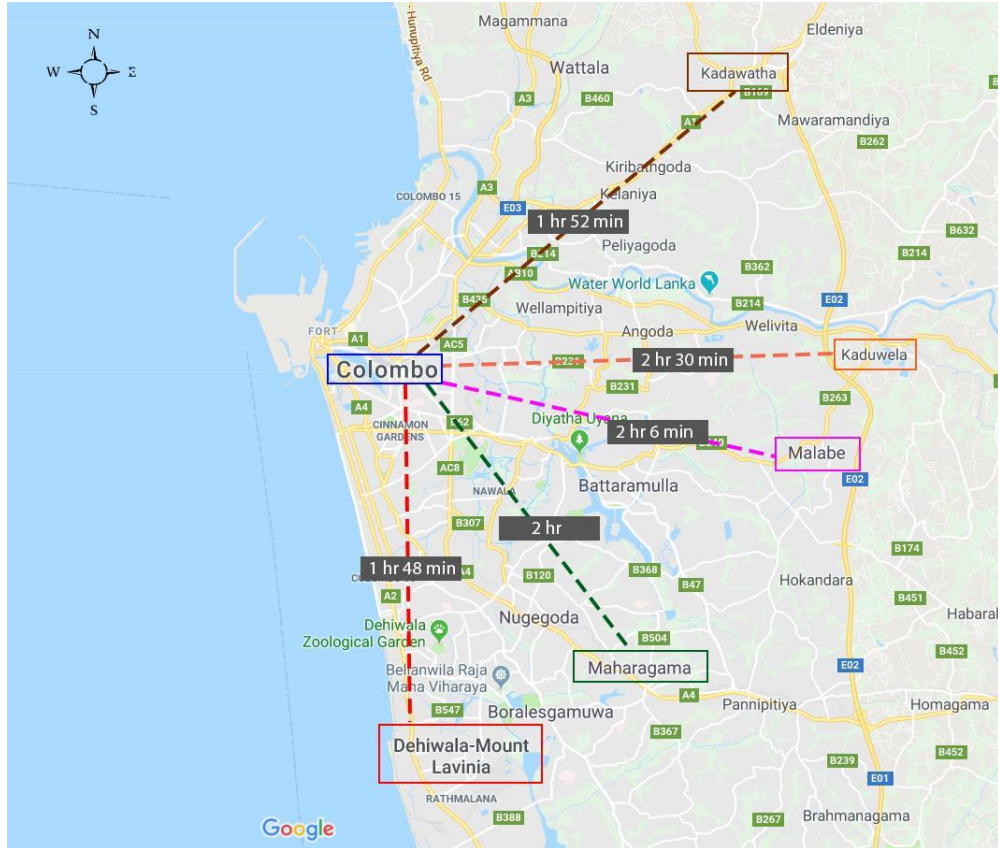 Magammana
Eldeniya
- Hunupitiya Rd
N
W
E
S
Wattala
Kadawatha
A3
B460
B169
Mawaramandiya
A1
B262
Kiribathgoda
COLOMBO 15
A3
Kelaniya
E03
1 hr 52 min
B632
Peliyagoda
B214
B214
B362
AB10
Water World Lanka
B435
B214
E02
Wellampitiya
Angoda
Welivita
FORT
A1
AC5
2 hr 30 min
Kaduwela
B231
Colombo
B231
B263
A4
Diyatha Uyana
CINNAMON
GARDENS
2 hr 6 min
Malabe
AC8
E02
NAWALA
Battaramulla
B307
2 hr
B174
1 hr 48 min
A4
B120
B368
B47
Hokandara
A2
B451
Nugegoda
Dehiwala
Zoological Garden
B504
B452
Maharagama
E02
Bellanwila Raja
Maha Viharaya
A4
B547
Boralesgamuwa
Pannipitiya
Homagama
B367
Dehiwala-Mount
Lavinia
B452
B239
E01
RATHMALANA
B388
B267
Brahmanagama
Google